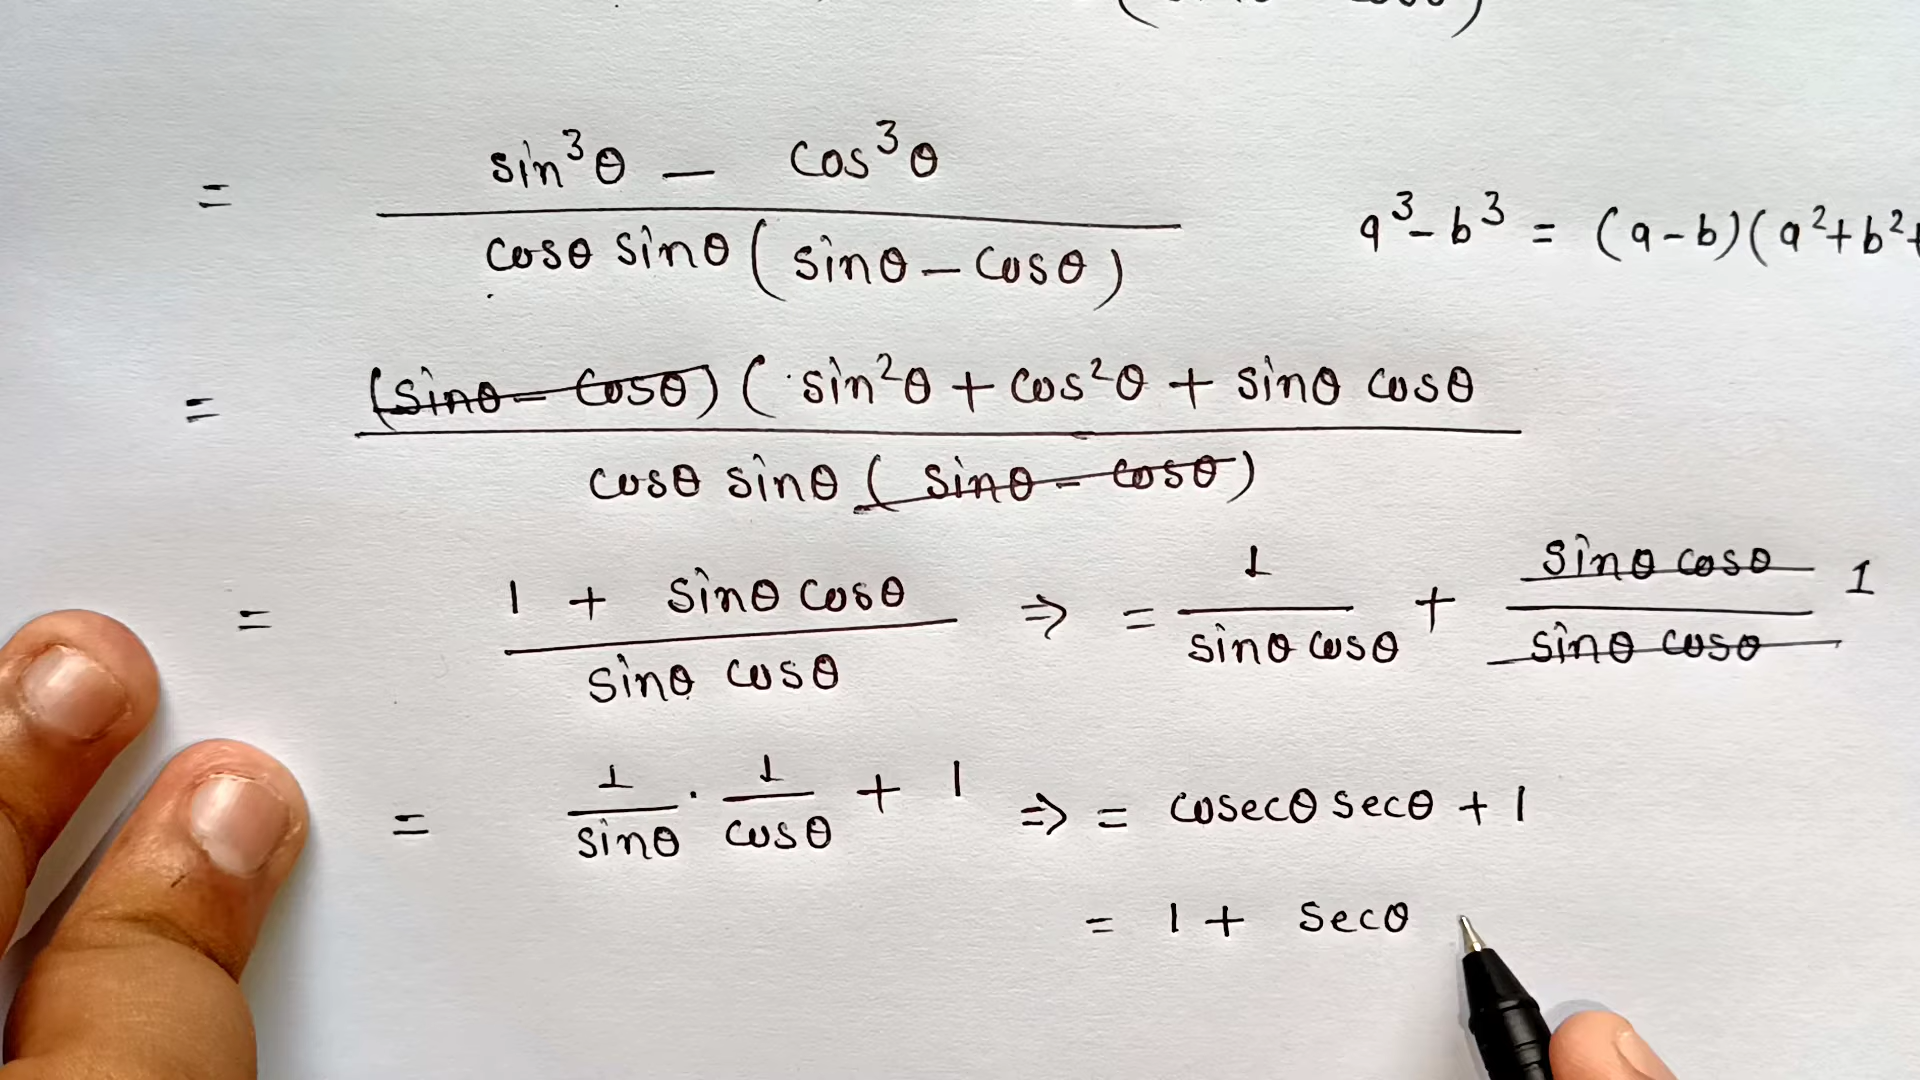 = sin³θ − cos³θ / cosθ sinθ (sinθ − cosθ)
a³ − b³ = (a − b)(a² + b² +
= (sinθ − cosθ) (sin²θ + cos²θ + sinθ cosθ / cosθ sinθ (sinθ − cosθ)
= 1 + sinθ cosθ / sinθ cosθ ⇒ = 1 / sinθ cosθ + sinθ cosθ / sinθ cosθ 1
= 1/sinθ · 1/cosθ + 1 ⇒ = cosecθ secθ + 1
= 1 + secθ